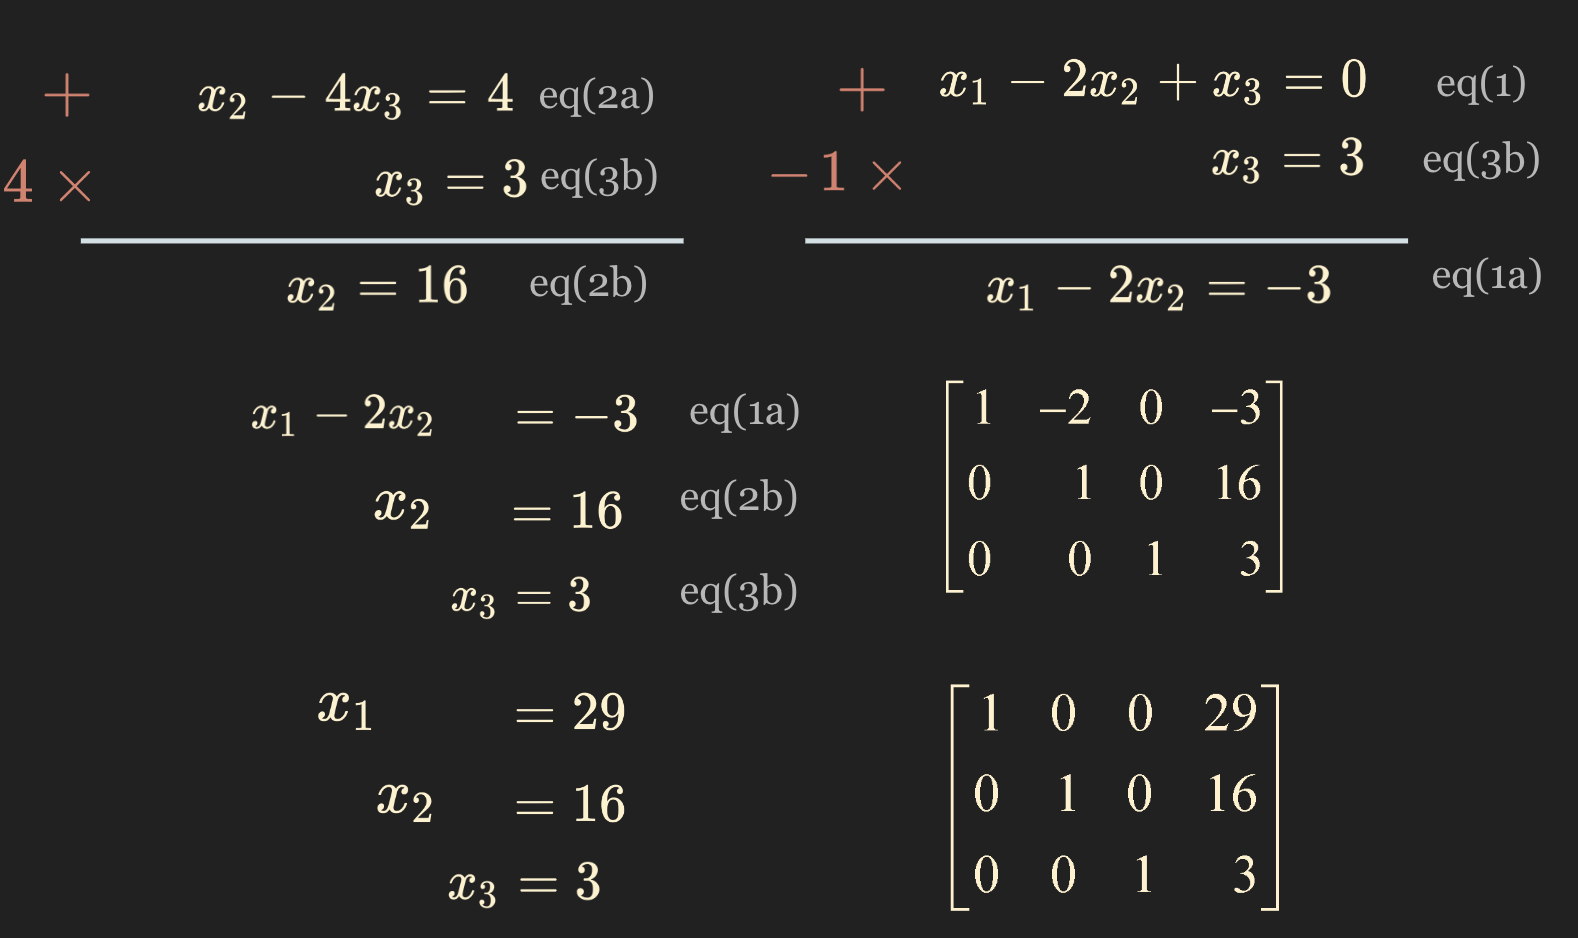 + x₂ − 4x₃ = 4 eq(2a)
4 × x₃ = 3 eq(3b)
x₂ = 16 eq(2b)
+ x₁ − 2x₂ + x₃ = 0 eq(1)
−1 × x₃ = 3 eq(3b)
x₁ − 2x₂ = −3 eq(1a)
x₁ − 2x₂ = −3 eq(1a)
x₂ = 16 eq(2b)
x₃ = 3 eq(3b)
1 −2 0 −3
0 1 0 16
0 0 1 3
x₁ = 29
x₂ = 16
x₃ = 3
1 0 0 29
0 1 0 16
0 0 1 3